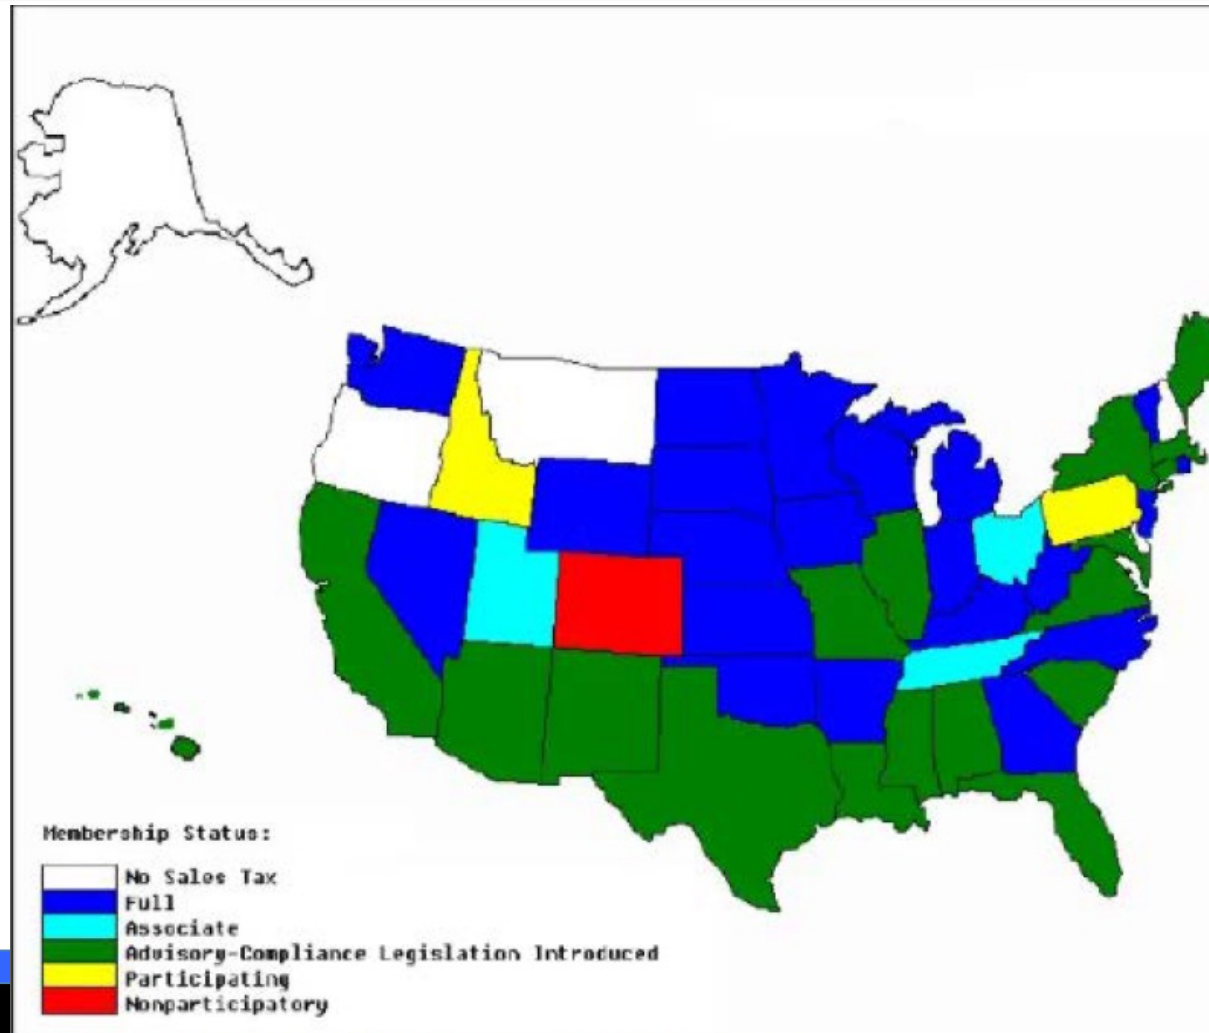 Membership Status:
No Sales Tax
Full
Associate
Advisory-Compliance Legislation Introduced
Participating
Nonparticipatory